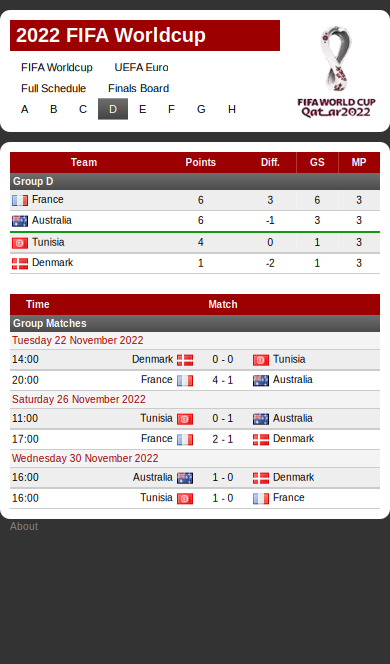 2022 FIFA Worldcup
FIFA Worldcup UEFA Euro
Full Schedule Finals Board
A B C D E F G H
FIFA WORLD CUP
Qatar2022
Team Points Diff. GS MP
Group D
France 6 3 6 3
Australia 6 -1 3 3
Tunisia 4 0 1 3
Denmark 1 -2 1 3
Time Match
Group Matches
Tuesday 22 November 2022
14:00 Denmark 0 - 0 Tunisia
20:00 France 4 - 1 Australia
Saturday 26 November 2022
11:00 Tunisia 0 - 1 Australia
17:00 France 2 - 1 Denmark
Wednesday 30 November 2022
16:00 Australia 1 - 0 Denmark
16:00 Tunisia 1 - 0 France
About